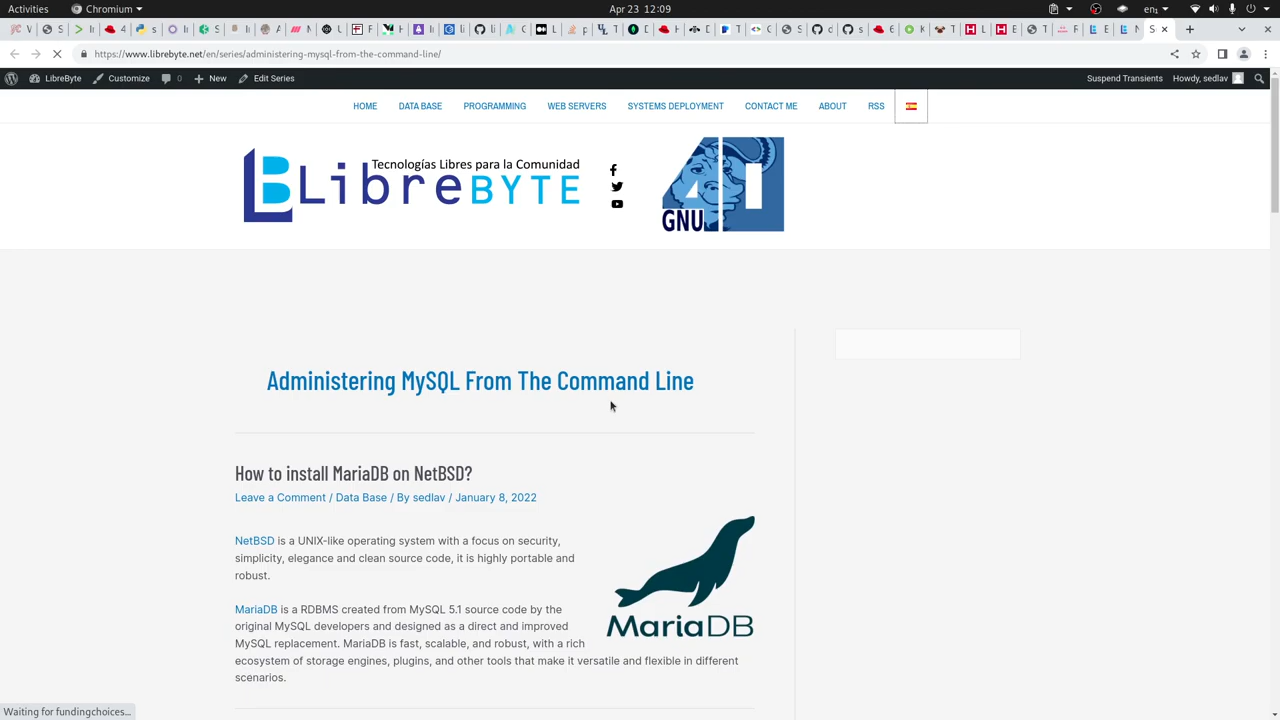 Activities
Chromium
Apr 23 12:09
en
https://www.librebyte.net/en/series/administering-mysql-from-the-command-line/
LibreByte
Customize
0
New
Edit Series
Suspend Transients
Howdy, sedlav
HOME
DATA BASE
PROGRAMMING
WEB SERVERS
SYSTEMS DEPLOYMENT
CONTACT ME
ABOUT
RSS
Tecnologías Libres para la Comunidad
LibreBYTE
40
GNU
Administering MySQL From The Command Line
How to install MariaDB on NetBSD?
Leave a Comment / Data Base / By sedlav / January 8, 2022
NetBSD is a UNIX-like operating system with a focus on security,
simplicity, elegance and clean source code, it is highly portable and
robust.
MariaDB is a RDBMS created from MySQL 5.1 source code by the
original MySQL developers and designed as a direct and improved
MySQL replacement. MariaDB is fast, scalable, and robust, with a rich
ecosystem of storage engines, plugins, and other tools that make it versatile and flexible in different
scenarios.
MariaDB
Waiting for fundingchoices...